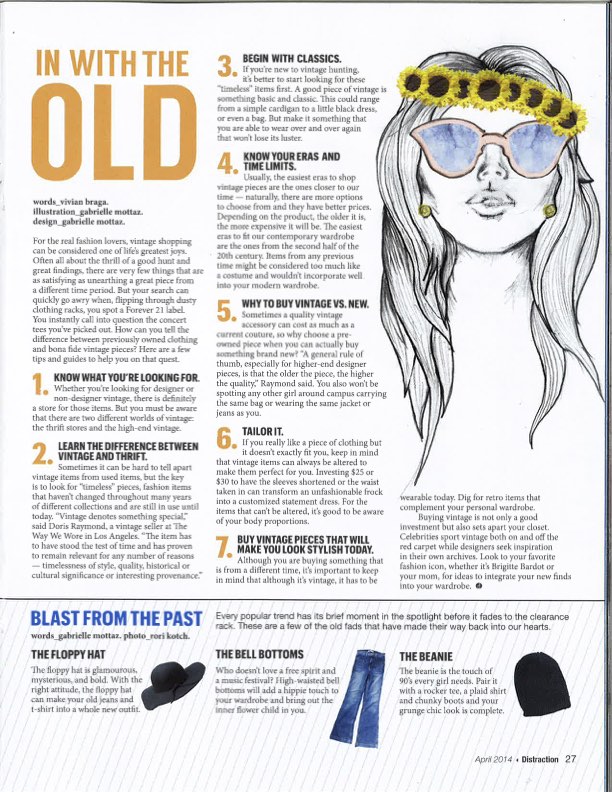 IN WITH THE
OLD
words_vivian braga.
illustration_gabrielle mottaz.
design_gabrielle mottaz.
For the real fashion lovers, vintage shopping
can be considered one of life's greatest joys.
Often all about the thrill of a good hunt and
great findings, there are very few things that are
as satisfying as unearthing a great piece from
a different time period. But your search can
quickly go awry when, flipping through dusty
clothing racks, you spot a Forever 21 label.
You instantly call into question the concert
tees you've picked out. How can you tell the
difference between previously owned clothing
and bona fide vintage pieces? Here are a few
tips and guides to help you on that quest.
1. KNOW WHAT YOU'RE LOOKING FOR.
Whether you're looking for designer or
non-designer vintage, there is definitely
a store for those items. But you must be aware
that there are two different worlds of vintage:
the thrift stores and the high-end vintage.
2. LEARN THE DIFFERENCE BETWEEN
VINTAGE AND THRIFT.
Sometimes it can be hard to tell apart
vintage items from used items, but the key
is to look for "timeless" pieces, fashion items
that haven't changed throughout many years
of different collections and are still in use until
today. "Vintage denotes something special,"
said Doris Raymond, a vintage seller at The
Way We Wore in Los Angeles. "The item has
to have stood the test of time and has proven
to remain relevant for any number of reasons
— timelessness of style, quality, historical or
cultural significance or interesting provenance."
3. BEGIN WITH CLASSICS.
If you're new to vintage hunting,
it's better to start looking for these
"timeless" items first. A good piece of vintage is
something basic and classic. This could range
from a simple cardigan to a little black dress,
or even a bag. But make it something that
you are able to wear over and over again
that won't lose its luster.
4. KNOW YOUR ERAS AND
TIME LIMITS.
Usually, the easiest eras to shop
vintage pieces are the ones closer to our
time — naturally, there are more options
to choose from and they have better prices.
Depending on the product, the older it is,
the more expensive it will be. The easiest
eras to fit our contemporary wardrobe
are the ones from the second half of the
20th century. Items from any previous
time might be considered too much like
a costume and wouldn't incorporate well
into your modern wardrobe.
5. WHY TO BUY VINTAGE VS. NEW.
Sometimes a quality vintage
accessory can cost as much as a
current couture, so why choose a pre-
owned piece when you can actually buy
something brand new? "A general rule of
thumb, especially for higher-end designer
pieces, is that the older the piece, the higher
the quality," Raymond said. You also won't be
spotting any other girl around campus carrying
the same bag or wearing the same jacket or
jeans as you.
6. TAILOR IT.
If you really like a piece of clothing but
it doesn't exactly fit you, keep in mind
that vintage items can always be altered to
make them perfect for you. Investing $25 or
$30 to have the sleeves shortened or the waist
taken in can transform an unfashionable frock
into a customized statement dress. For the
items that can't be altered, it's good to be aware
of your body proportions.
7. BUY VINTAGE PIECES THAT WILL
MAKE YOU LOOK STYLISH TODAY.
Although you are buying something that
is from a different time, it's important to keep
in mind that although it's vintage, it has to be
wearable today. Dig for retro items that
complement your personal wardrobe.
Buying vintage is not only a good
investment but also sets apart your closet.
Celebrities sport vintage both on and off the
red carpet while designers seek inspiration
in their own archives. Look to your favorite
fashion icon, whether it's Brigitte Bardot or
your mom, for ideas to integrate your new finds
into your wardrobe.
BLAST FROM THE PAST
words_gabrielle mottaz. photo_rori kotch.
Every popular trend has its brief moment in the spotlight before it fades to the clearance
rack. These are a few of the old fads that have made their way back into our hearts.
THE FLOPPY HAT
The floppy hat is glamourous,
mysterious, and bold. With the
right attitude, the floppy hat
can make your old jeans and
t-shirt into a whole new outfit.
THE BELL BOTTOMS
Who doesn't love a free spirit and
a music festival? High-waisted bell
bottoms will add a hippie touch to
your wardrobe and bring out the
inner flower child in you.
THE BEANIE
The beanie is the touch of
90's every girl needs. Pair it
with a rocker tee, a plaid shirt
and chunky boots and your
grunge chic look is complete.
April 2014 • Distraction 27